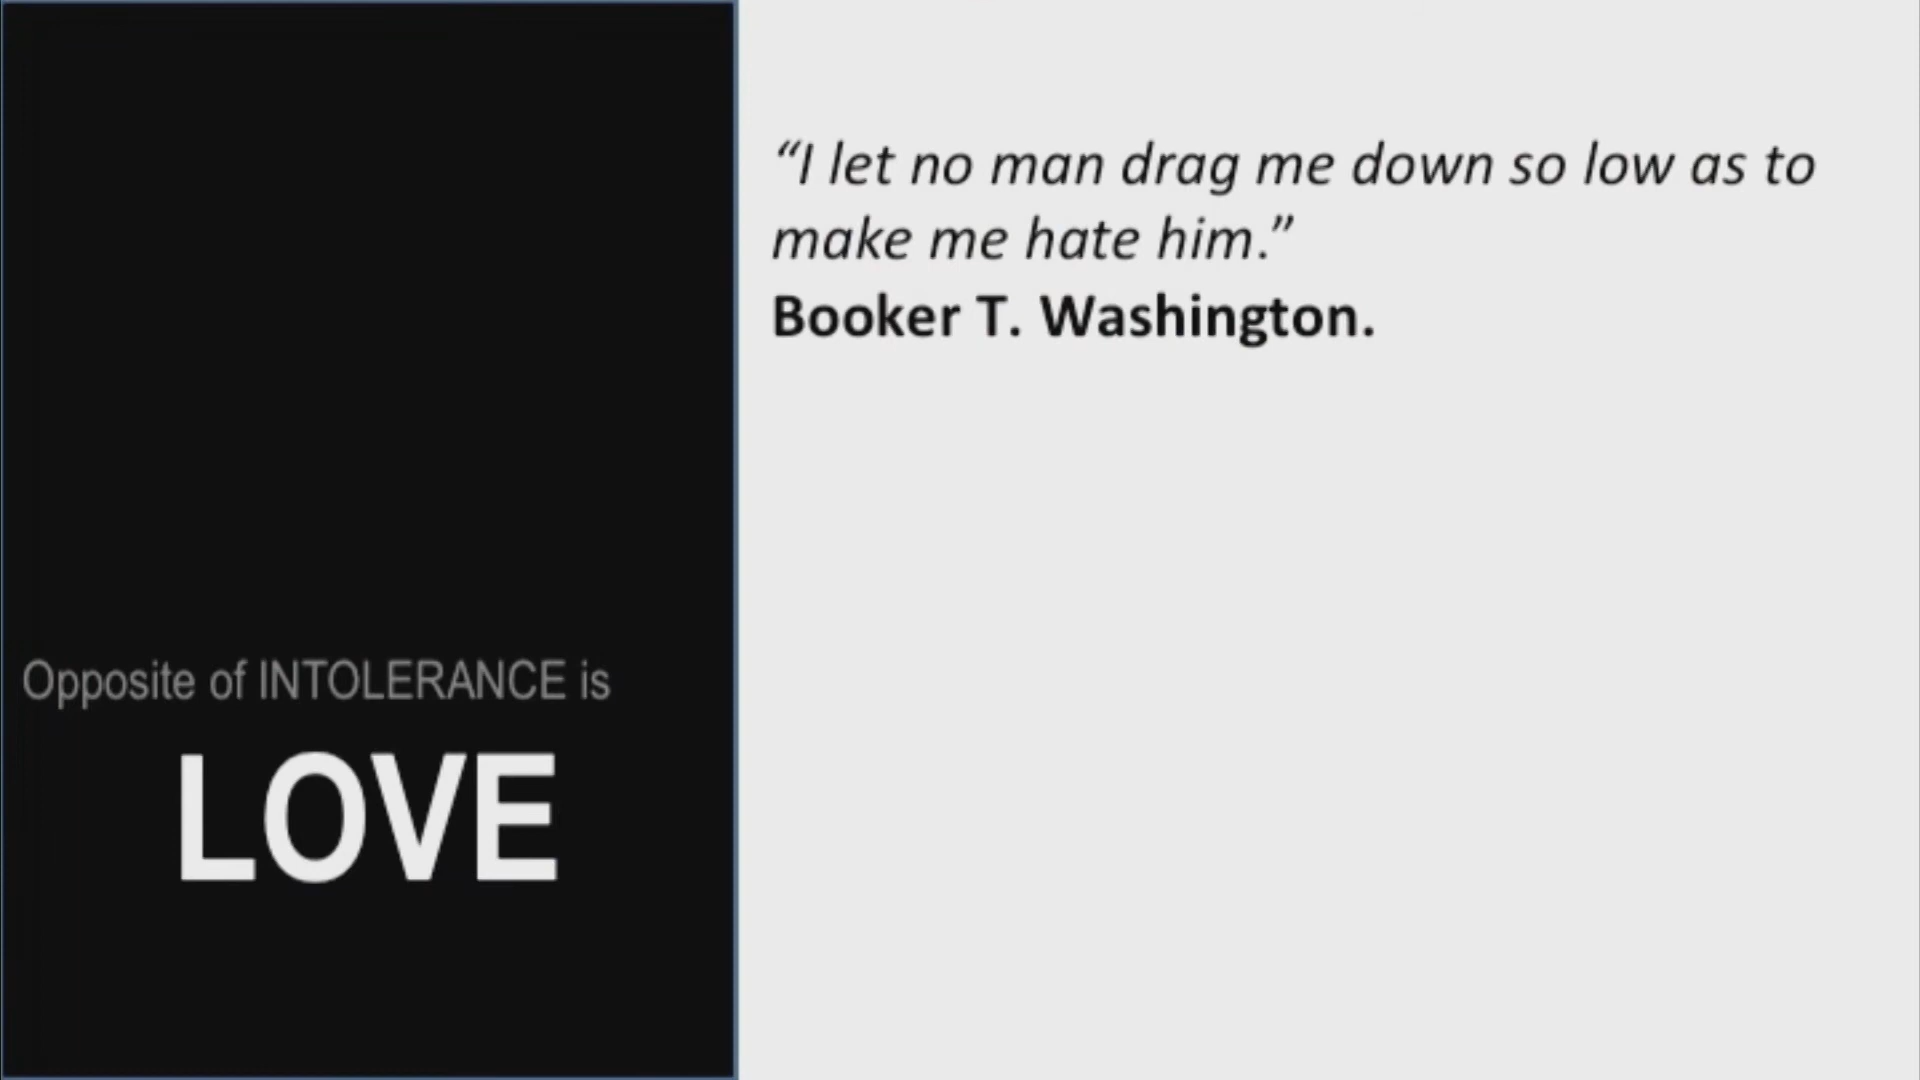 Opposite of INTOLERANCE is
LOVE
“I let no man drag me down so low as to
make me hate him.”
Booker T. Washington.